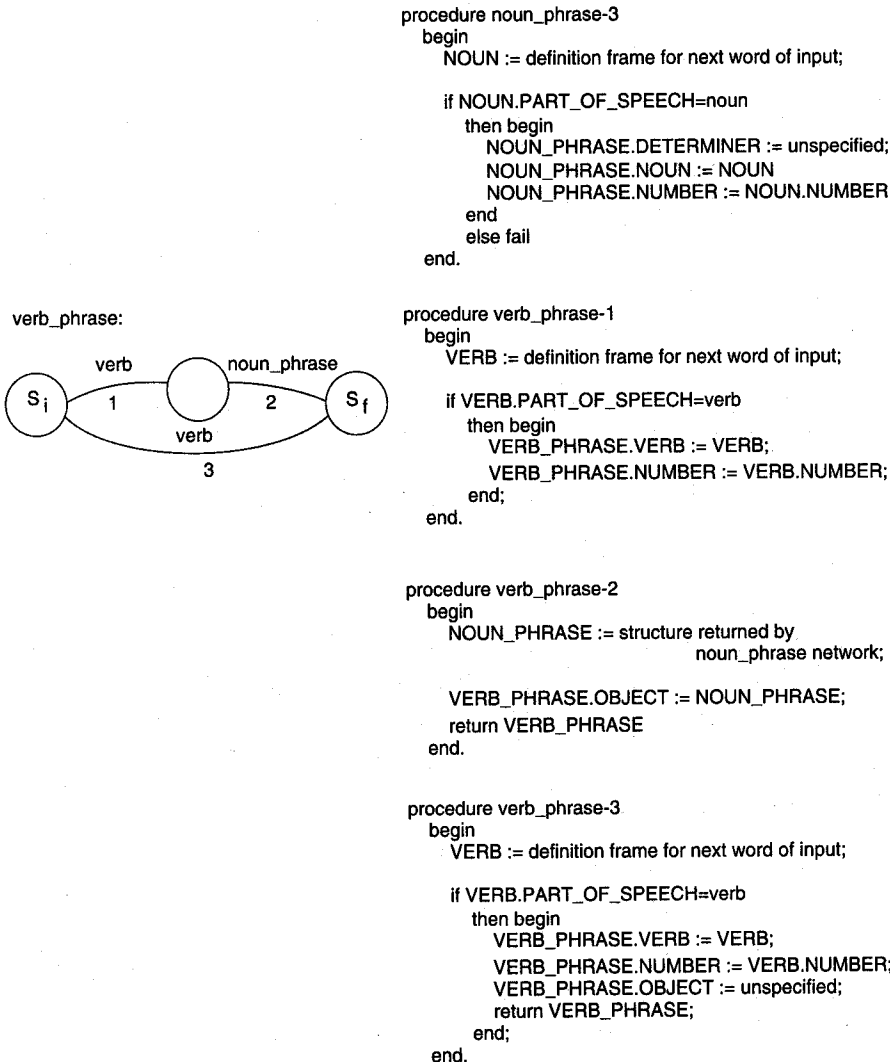 procedure noun_phrase-3
begin
NOUN := definition frame for next word of input;
if NOUN.PART_OF_SPEECH=noun
then begin
NOUN_PHRASE.DETERMINER := unspecified;
NOUN_PHRASE.NOUN := NOUN
NOUN_PHRASE.NUMBER := NOUN.NUMBER
end
else fail
end.
verb_phrase:
verb
noun_phrase
S i
1
2
S f
verb
3
procedure verb_phrase-1
begin
VERB := definition frame for next word of input;
if VERB.PART_OF_SPEECH=verb
then begin
VERB_PHRASE.VERB := VERB;
VERB_PHRASE.NUMBER := VERB.NUMBER;
end;
end.
procedure verb_phrase-2
begin
NOUN_PHRASE := structure returned by
noun_phrase network;
VERB_PHRASE.OBJECT := NOUN_PHRASE;
return VERB_PHRASE
end.
procedure verb_phrase-3
begin
VERB := definition frame for next word of input;
if VERB.PART_OF_SPEECH=verb
then begin
VERB_PHRASE.VERB := VERB;
VERB_PHRASE.NUMBER := VERB.NUMBER;
VERB_PHRASE.OBJECT := unspecified;
return VERB_PHRASE;
end;
end.